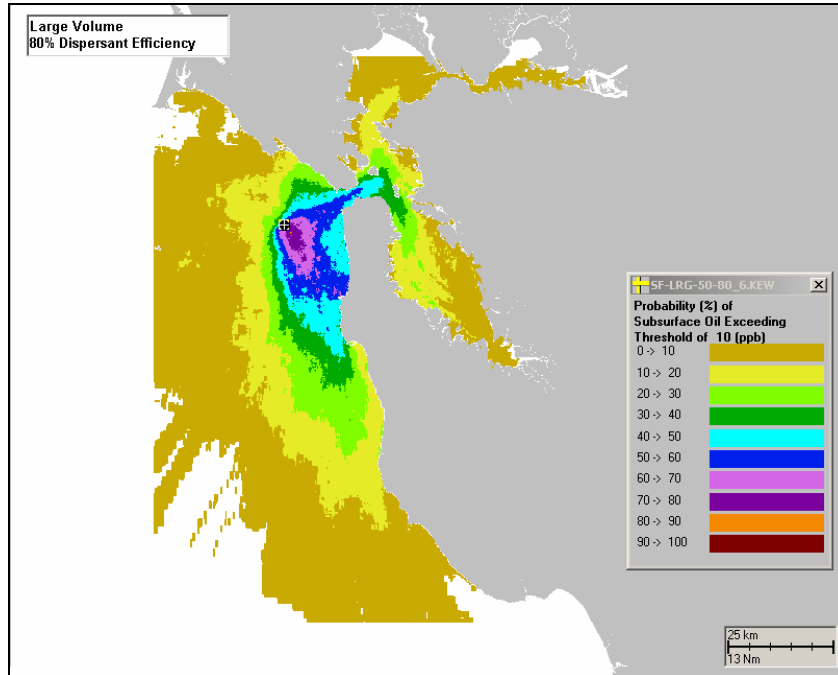 Large Volume
80% Dispersant Efficiency
SF-LRG-50-80_6.KEW
Probability (%) of
Subsurface Oil Exceeding
Threshold of 10 (ppb)
0 -> 10
10 -> 20
20 -> 30
30 -> 40
40 -> 50
50 -> 60
60 -> 70
70 -> 80
80 -> 90
90 -> 100
25 km
13 Nm